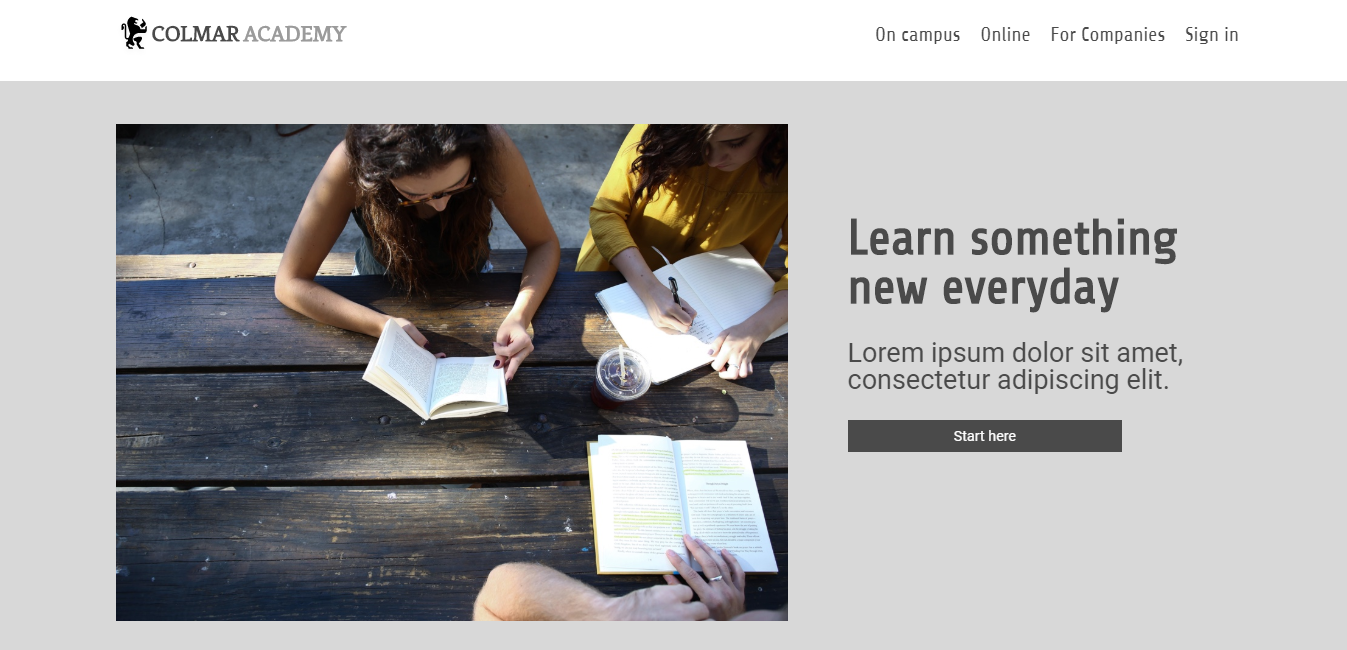 COLMAR ACADEMY
On campus Online For Companies Sign in
Learn something
new everyday
Lorem ipsum dolor sit amet,
consectetur adipiscing elit.
Start here